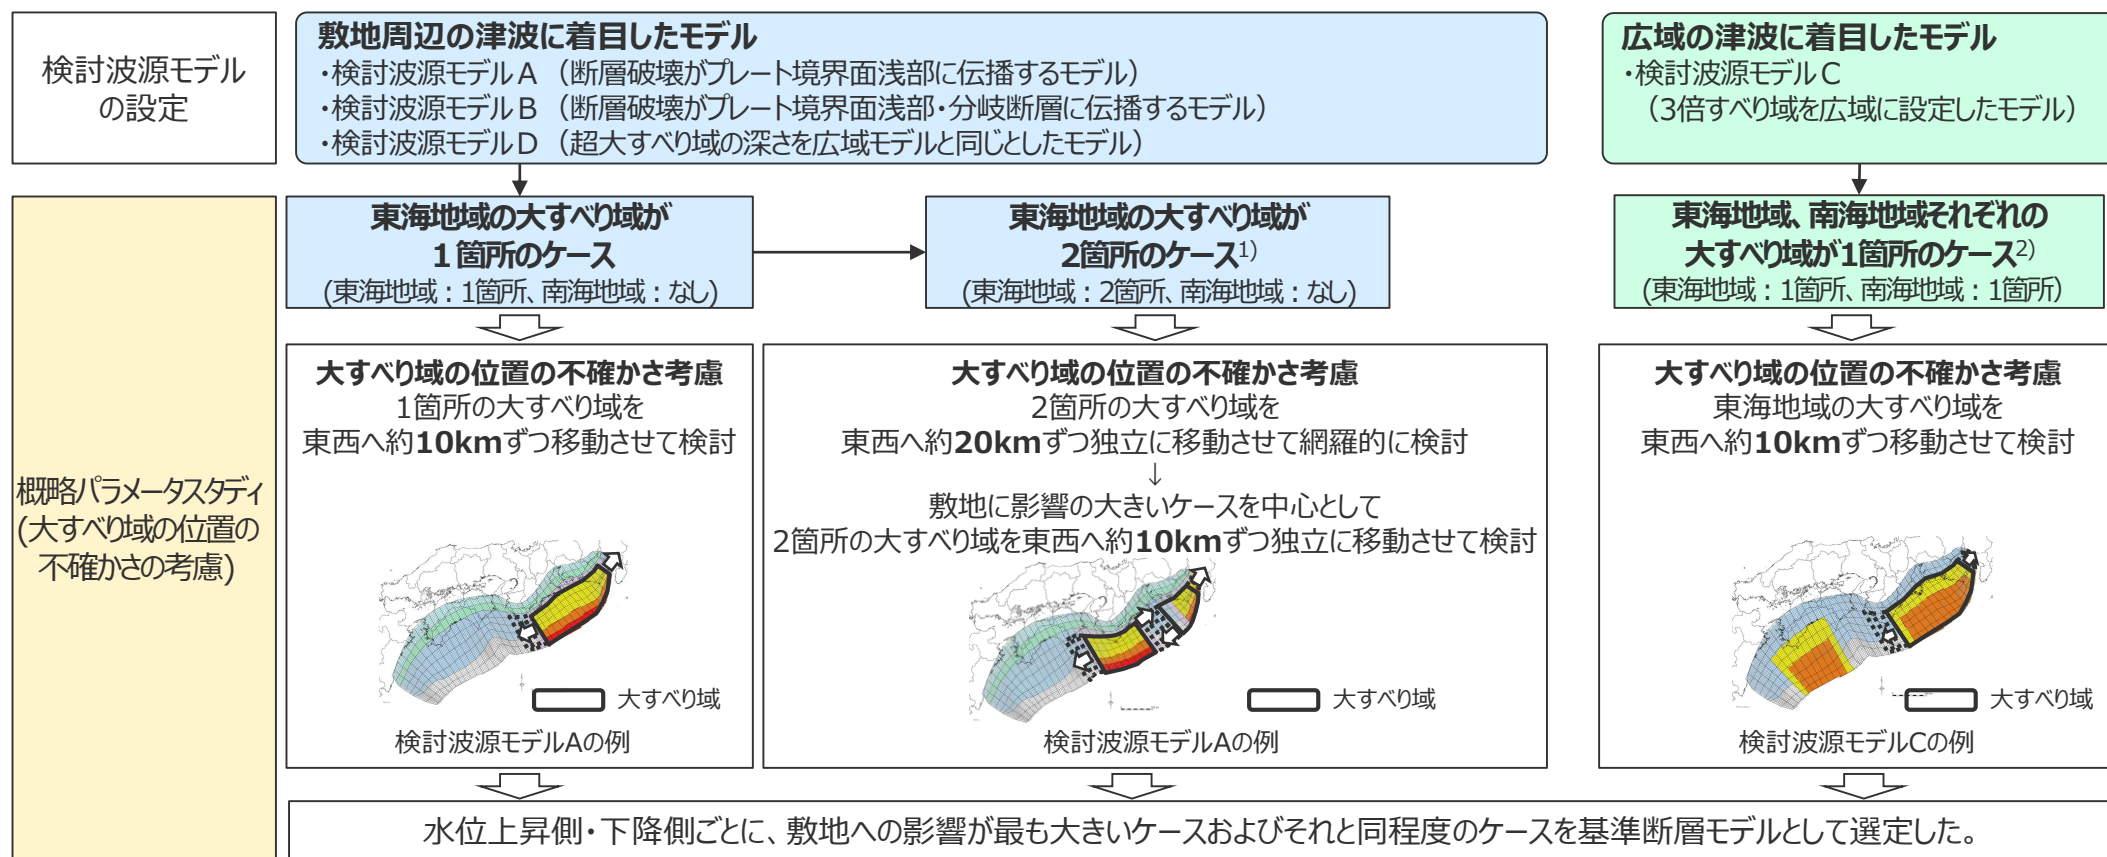 検討波源モデル
の設定
敷地周辺の津波に着目したモデル
・検討波源モデルA（断層破壊がプレート境界面浅部に伝播するモデル）
・検討波源モデルB（断層破壊がプレート境界面浅部・分岐断層に伝播するモデル）
・検討波源モデルD（超大すべり域の深さを広域モデルと同じとしたモデル）
広域の津波に着目したモデル
・検討波源モデルC
（3倍すべり域を広域に設定したモデル）
概略パラメータスタディ
(大すべり域の位置の
不確かさの考慮)
東海地域の大すべり域が
1箇所のケース
(東海地域：1箇所、南海地域：なし)
東海地域の大すべり域が
2箇所のケース1)
(東海地域：2箇所、南海地域：なし)
東海地域、南海地域それぞれの
大すべり域が1箇所のケース2)
(東海地域：1箇所、南海地域：1箇所)
大すべり域の位置の不確かさ考慮
1箇所の大すべり域を
東西へ約10kmずつ移動させて検討
大すべり域
検討波源モデルAの例
大すべり域の位置の不確かさ考慮
2箇所の大すべり域を
東西へ約20kmずつ独立に移動させて網羅的に検討
↓
敷地に影響の大きいケースを中心として
2箇所の大すべり域を東西へ約10kmずつ独立に移動させて検討
大すべり域
検討波源モデルAの例
大すべり域の位置の不確かさ考慮
東海地域の大すべり域を
東西へ約10kmずつ移動させて検討
大すべり域
検討波源モデルCの例
水位上昇側・下降側ごとに、敷地への影響が最も大きいケースおよびそれと同程度のケースを基準断層モデルとして選定した。